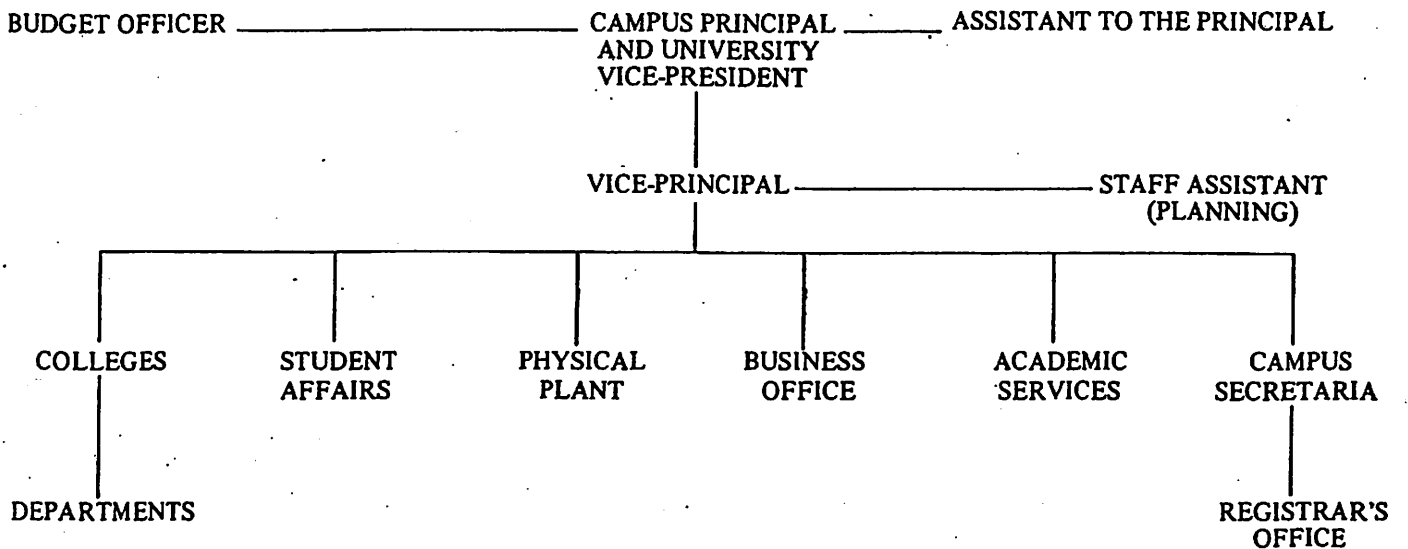 BUDGET OFFICER
CAMPUS PRINCIPAL
AND UNIVERSITY
VICE-PRESIDENT
ASSISTANT TO THE PRINCIPAL
VICE-PRINCIPAL
STAFF ASSISTANT
(PLANNING)
COLLEGES
STUDENT
AFFAIRS
PHYSICAL
PLANT
BUSINESS
OFFICE
ACADEMIC
SERVICES
CAMPUS
SECRETARIA
DEPARTMENTS
REGISTRAR'S
OFFICE